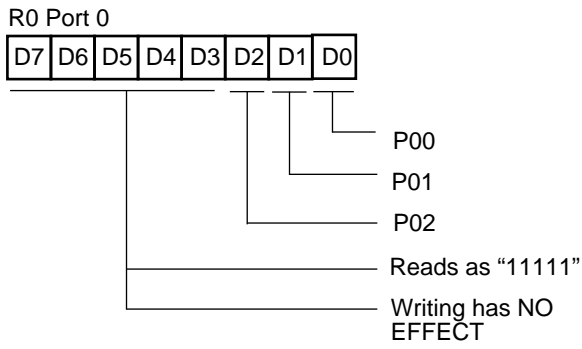 R0 Port 0
D7 D6 D5 D4 D3 D2 D1 D0
P00
P01
P02
Reads as “11111”
Writing has NO
EFFECT